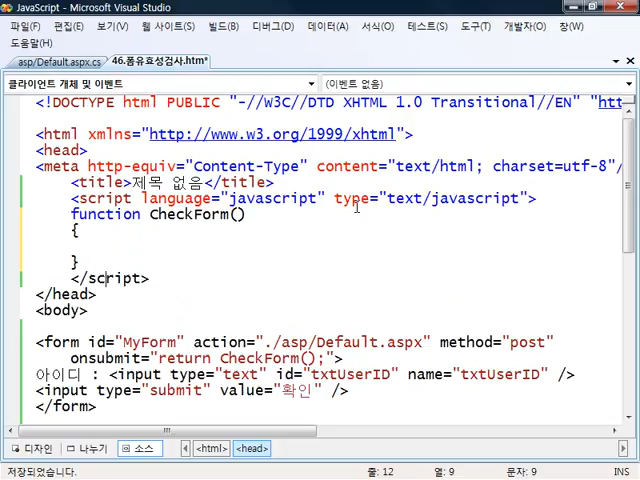 JavaScript - Microsoft Visual Studio
파일(F) 편집(E) 보기(V) 웹 사이트(S) 빌드(B) 디버그(D) 데이터(A) 서식(O) 테스트(S) 도구(T) 개발자(O) 창(W)
도움말(H)
asp/Default.aspx.cs 46.폼유효성검사.htm*
클라이언트 개체 및 이벤트 (이벤트 없음)
<!DOCTYPE html PUBLIC "-//W3C//DTD XHTML 1.0 Transitional//EN" "htt
<html xmlns="http://www.w3.org/1999/xhtml">
<head>
<meta http-equiv="Content-Type" content="text/html; charset=utf-8"/
<title>제목 없음</title>
<script language="javascript" type="text/javascript">
function CheckForm()
{
}
</script>
</head>
<body>
<form id="MyForm" action="./asp/Default.aspx" method="post"
onsubmit="return CheckForm();">
아이디 : <input type="text" id="txtUserID" name="txtUserID" />
<input type="submit" value="확인" />
</form>
디자인 나누기 소스 <html> <head>
저장되었습니다. 줄: 12 열: 9 문자: 9 INS